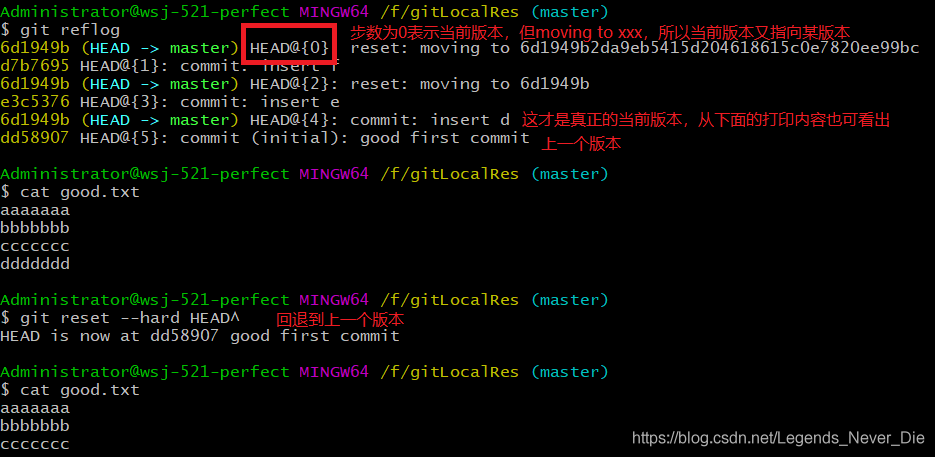 Administrator@wsj-521-perfect MINGW64 /f/gitLocalRes (master)
$ git reflog
6d1949b (HEAD -> master) HEAD@{0}: reset: moving to 6d1949b2da9eb5415d204618615c0e7820ee99bc
步数为0表示当前版本，但moving to xxx，所以当前版本又指向某版本
d7b7695 HEAD@{1}: commit: insert f
6d1949b (HEAD -> master) HEAD@{2}: reset: moving to 6d1949b
e3c5376 HEAD@{3}: commit: insert e
6d1949b (HEAD -> master) HEAD@{4}: commit: insert d 这才是真正的当前版本，从下面的打印内容也可看出
dd58907 HEAD@{5}: commit (initial): good first commit 上一个版本
Administrator@wsj-521-perfect MINGW64 /f/gitLocalRes (master)
$ cat good.txt
aaaaaaa
bbbbbbb
ccccccc
ddddddd
Administrator@wsj-521-perfect MINGW64 /f/gitLocalRes (master)
$ git reset --hard HEAD^ 回退到上一个版本
HEAD is now at dd58907 good first commit
Administrator@wsj-521-perfect MINGW64 /f/gitLocalRes (master)
$ cat good.txt
aaaaaaa
bbbbbbb
ccccccc
https://blog.csdn.net/Legends_Never_Die